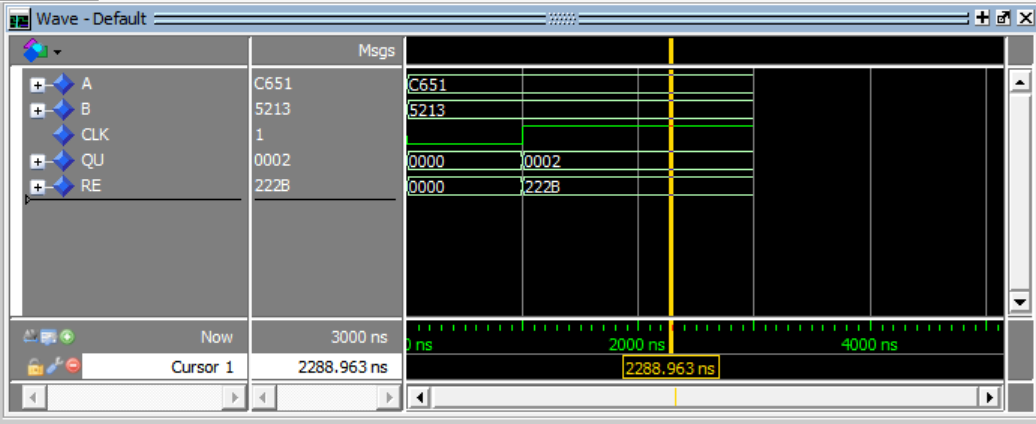 Wave - Default
Msgs
A C651 C651
B 5213 5213
CLK 1
QU 0002 0000 0002
RE 222B 0000 222B
Now 3000 ns 0 ns 2000 ns 4000 ns
Cursor 1 2288.963 ns 2288.963 ns